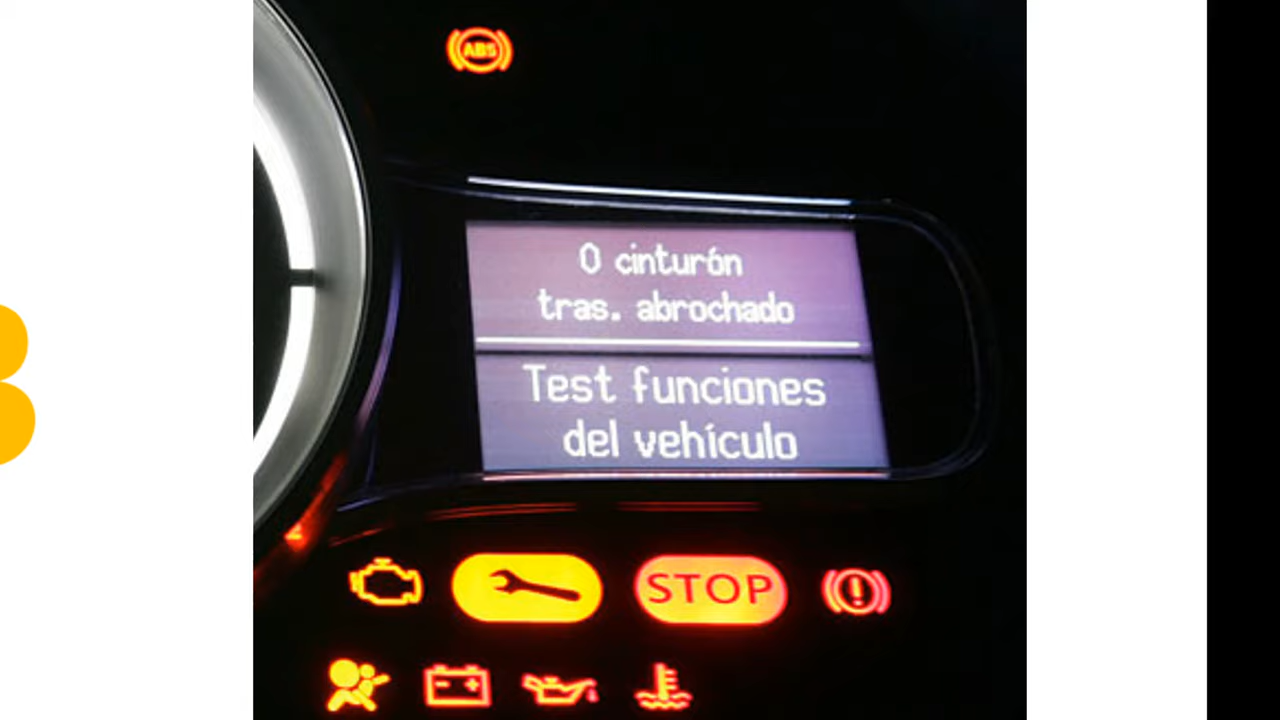 ABS
0 cinturón
tras. abrochado
Test funciones
del vehículo
STOP